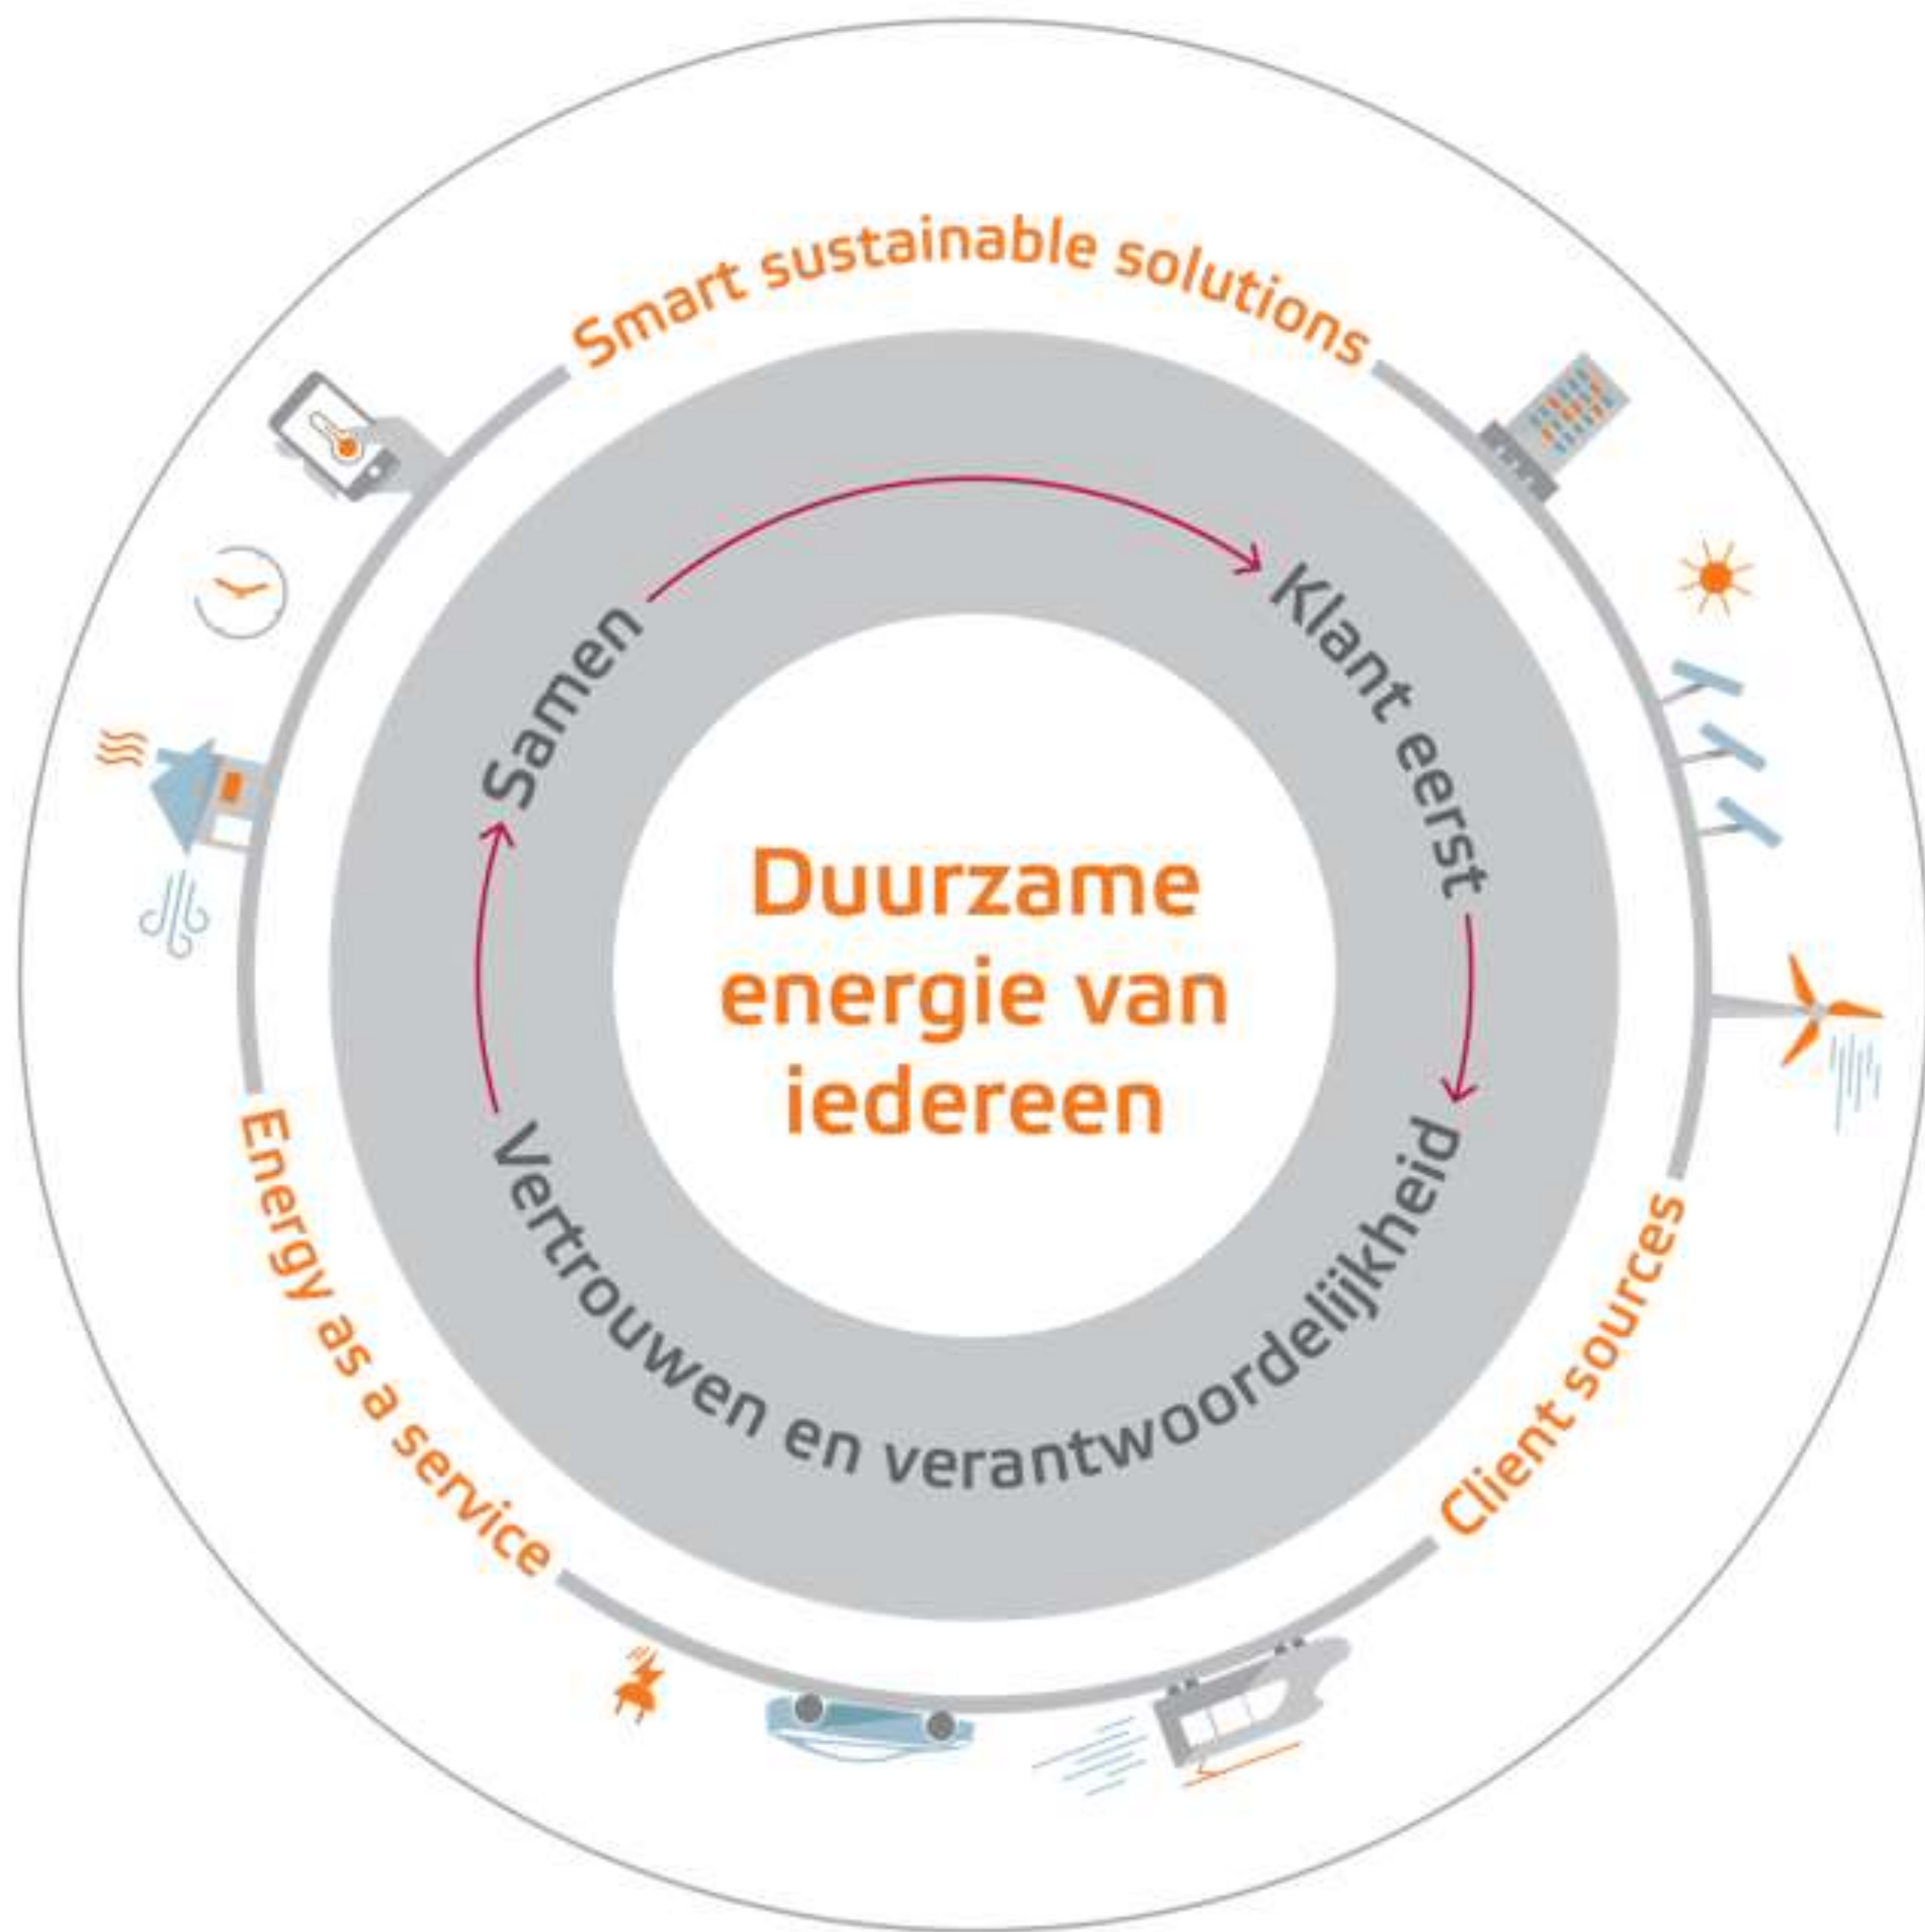 Smart sustainable solutions
Samen
Klant eerst
Duurzame
energie van
iedereen
Vertrouwen en verantwoordelijkheid
Energy as a service
Client sources